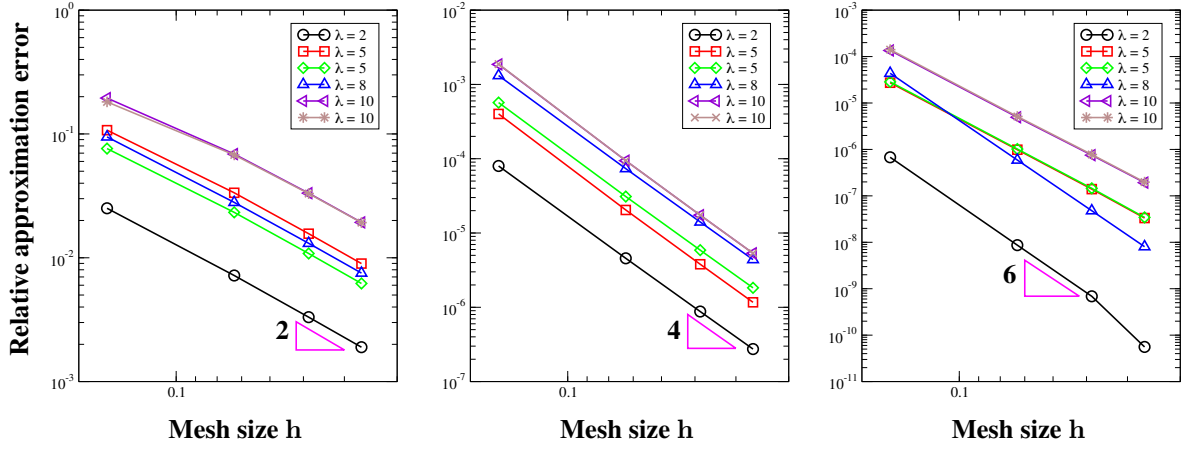 Relative approximation error
10^0
10^-1
10^-2
10^-3
0.1
Mesh size h
λ = 2
λ = 5
λ = 5
λ = 8
λ = 10
λ = 10
2
10^-2
10^-3
10^-4
10^-5
10^-6
10^-7
0.1
Mesh size h
λ = 2
λ = 5
λ = 5
λ = 8
λ = 10
λ = 10
4
10^-3
10^-4
10^-5
10^-6
10^-7
10^-8
10^-9
10^-10
10^-11
0.1
Mesh size h
λ = 2
λ = 5
λ = 5
λ = 8
λ = 10
λ = 10
6